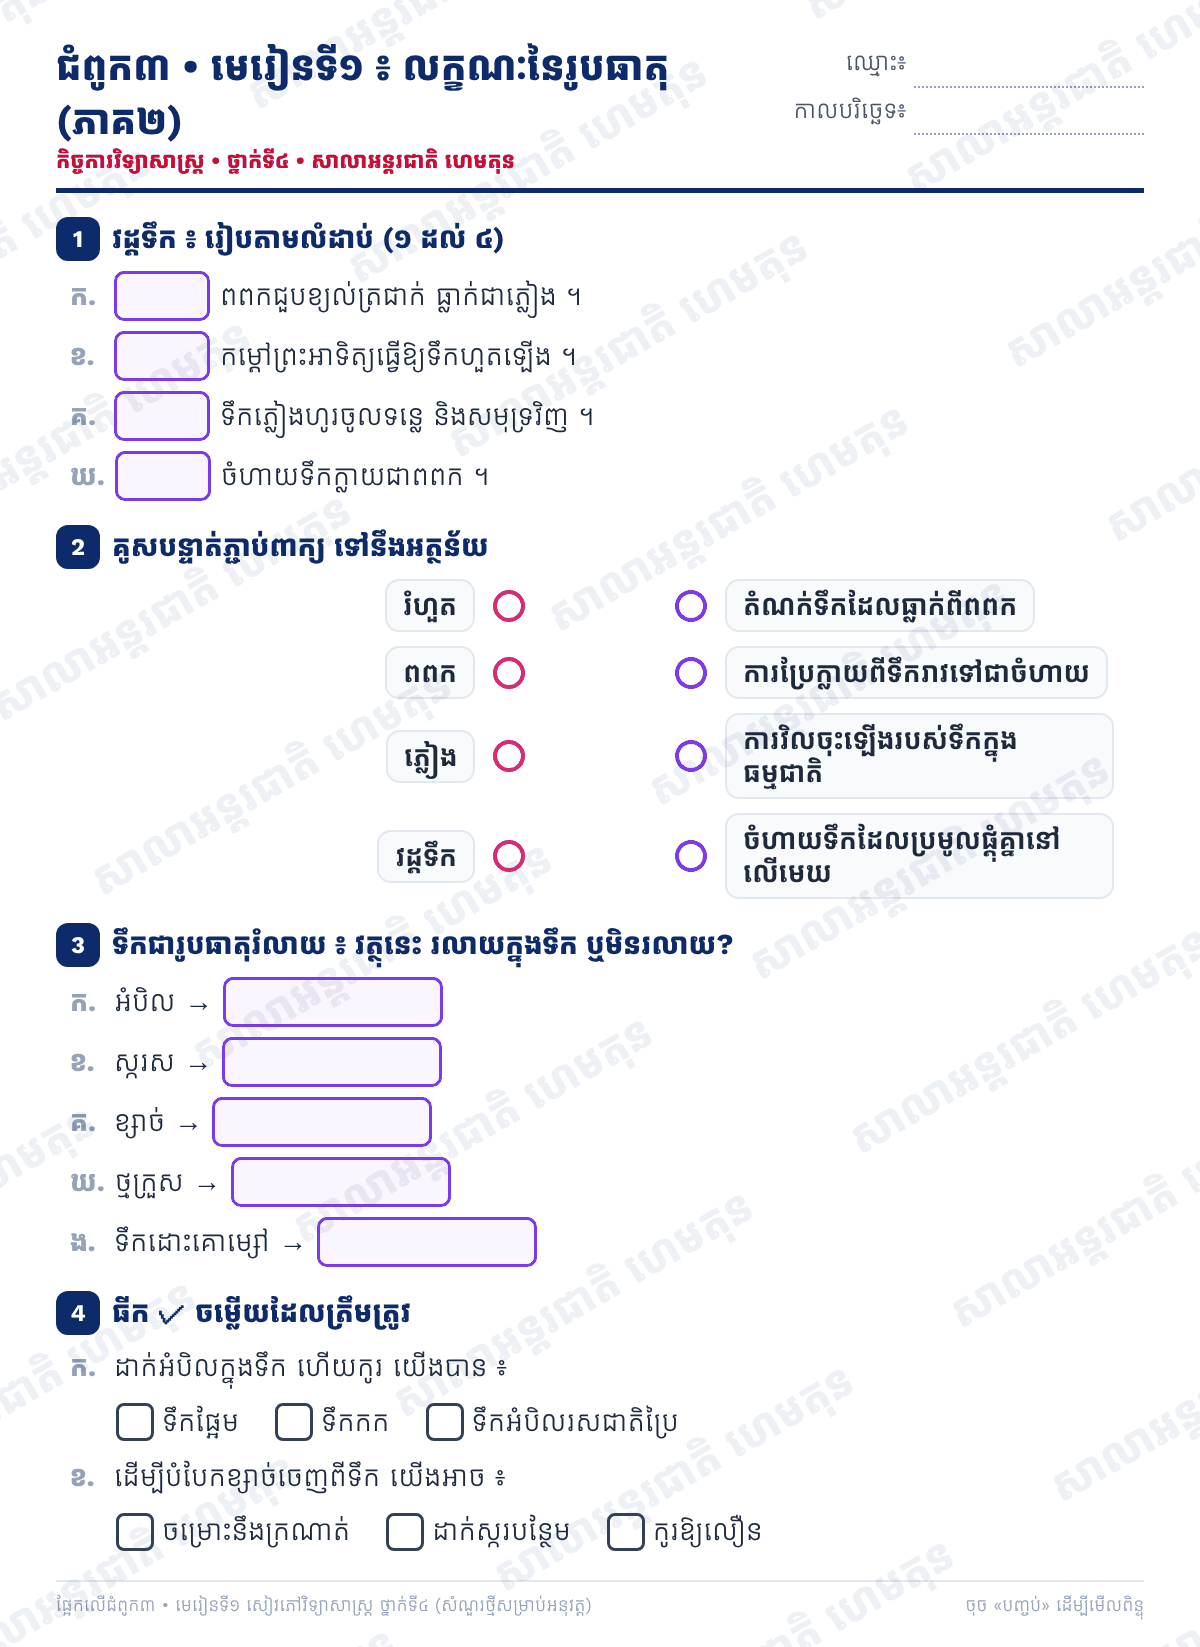 ជំពូក៣ • មេរៀនទី១ ៖ លក្ខណៈនៃរូបធាតុ
(ភាគ២)
កិច្ចការវិទ្យាសាស្ត្រ • ថ្នាក់ទី៤ • សាលាអន្តរជាតិ ហេមតុន
ឈ្មោះ៖
កាលបរិច្ឆេទ៖
1 វដ្តទឹក ៖ រៀបតាមលំដាប់ (១ ដល់ ៤)
ក. ពពកជួបខ្យល់ត្រជាក់ ធ្លាក់ជាភ្លៀង ។
ខ. កម្ដៅព្រះអាទិត្យធ្វើឱ្យទឹកហួតឡើង ។
គ. ទឹកភ្លៀងហូរចូលទន្លេ និងសមុទ្រវិញ ។
ឃ. ចំហាយទឹកក្លាយជាពពក ។
2 គូសបន្ទាត់ភ្ជាប់ពាក្យ ទៅនឹងអត្ថន័យ
រំហួត តំណក់ទឹកដែលធ្លាក់ពីពពក
ពពក ការប្រែក្លាយពីទឹករាវទៅជាចំហាយ
ភ្លៀង ការវិលចុះឡើងរបស់ទឹកក្នុង
ធម្មជាតិ
វដ្តទឹក ចំហាយទឹកដែលប្រមូលផ្តុំគ្នានៅ
លើមេឃ
3 ទឹកជារូបធាតុរំលាយ ៖ វត្ថុនេះ រលាយក្នុងទឹក ឬមិនរលាយ?
ក. អំបិល →
ខ. ស្ករស →
គ. ខ្សាច់ →
ឃ. ថ្មក្រួស →
ង. ទឹកដោះគោម្សៅ →
4 ធីក ✓ ចម្លើយដែលត្រឹមត្រូវ
ក. ដាក់អំបិលក្នុងទឹក ហើយកូរ យើងបាន ៖
ទឹកផ្អែម ទឹកកក ទឹកអំបិលរសជាតិប្រៃ
ខ. ដើម្បីបំបែកខ្សាច់ចេញពីទឹក យើងអាច ៖
ចម្រោះនឹងក្រណាត់ ដាក់ស្ករបន្ថែម កូរឱ្យលឿន
ផ្អែកលើជំពូក៣ • មេរៀនទី១ សៀវភៅវិទ្យាសាស្ត្រ ថ្នាក់ទី៤ (សំណួរថ្មីសម្រាប់អនុវត្ត)
ចុច «បញ្ចប់» ដើម្បីមើលពិន្ទុ